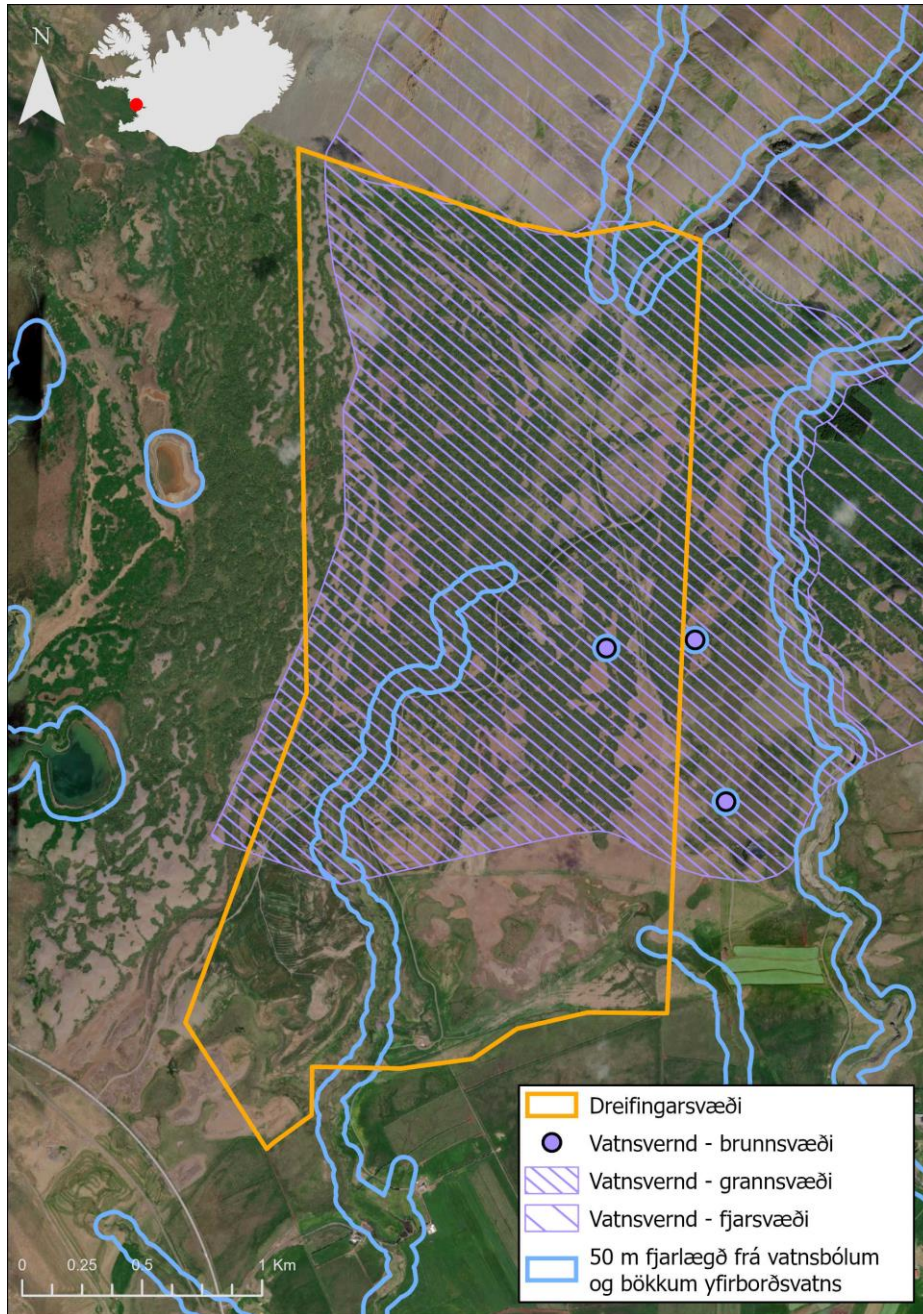 N
Dreifingarsvæði
Vatnsvernd - brunnsvæði
Vatnsvernd - grannsvæði
Vatnsvernd - fjarsvæði
50 m fjarlægð frá vatnsbólum
og bökkum yfirborðsvatns
0 0.25 0.5 1 Km